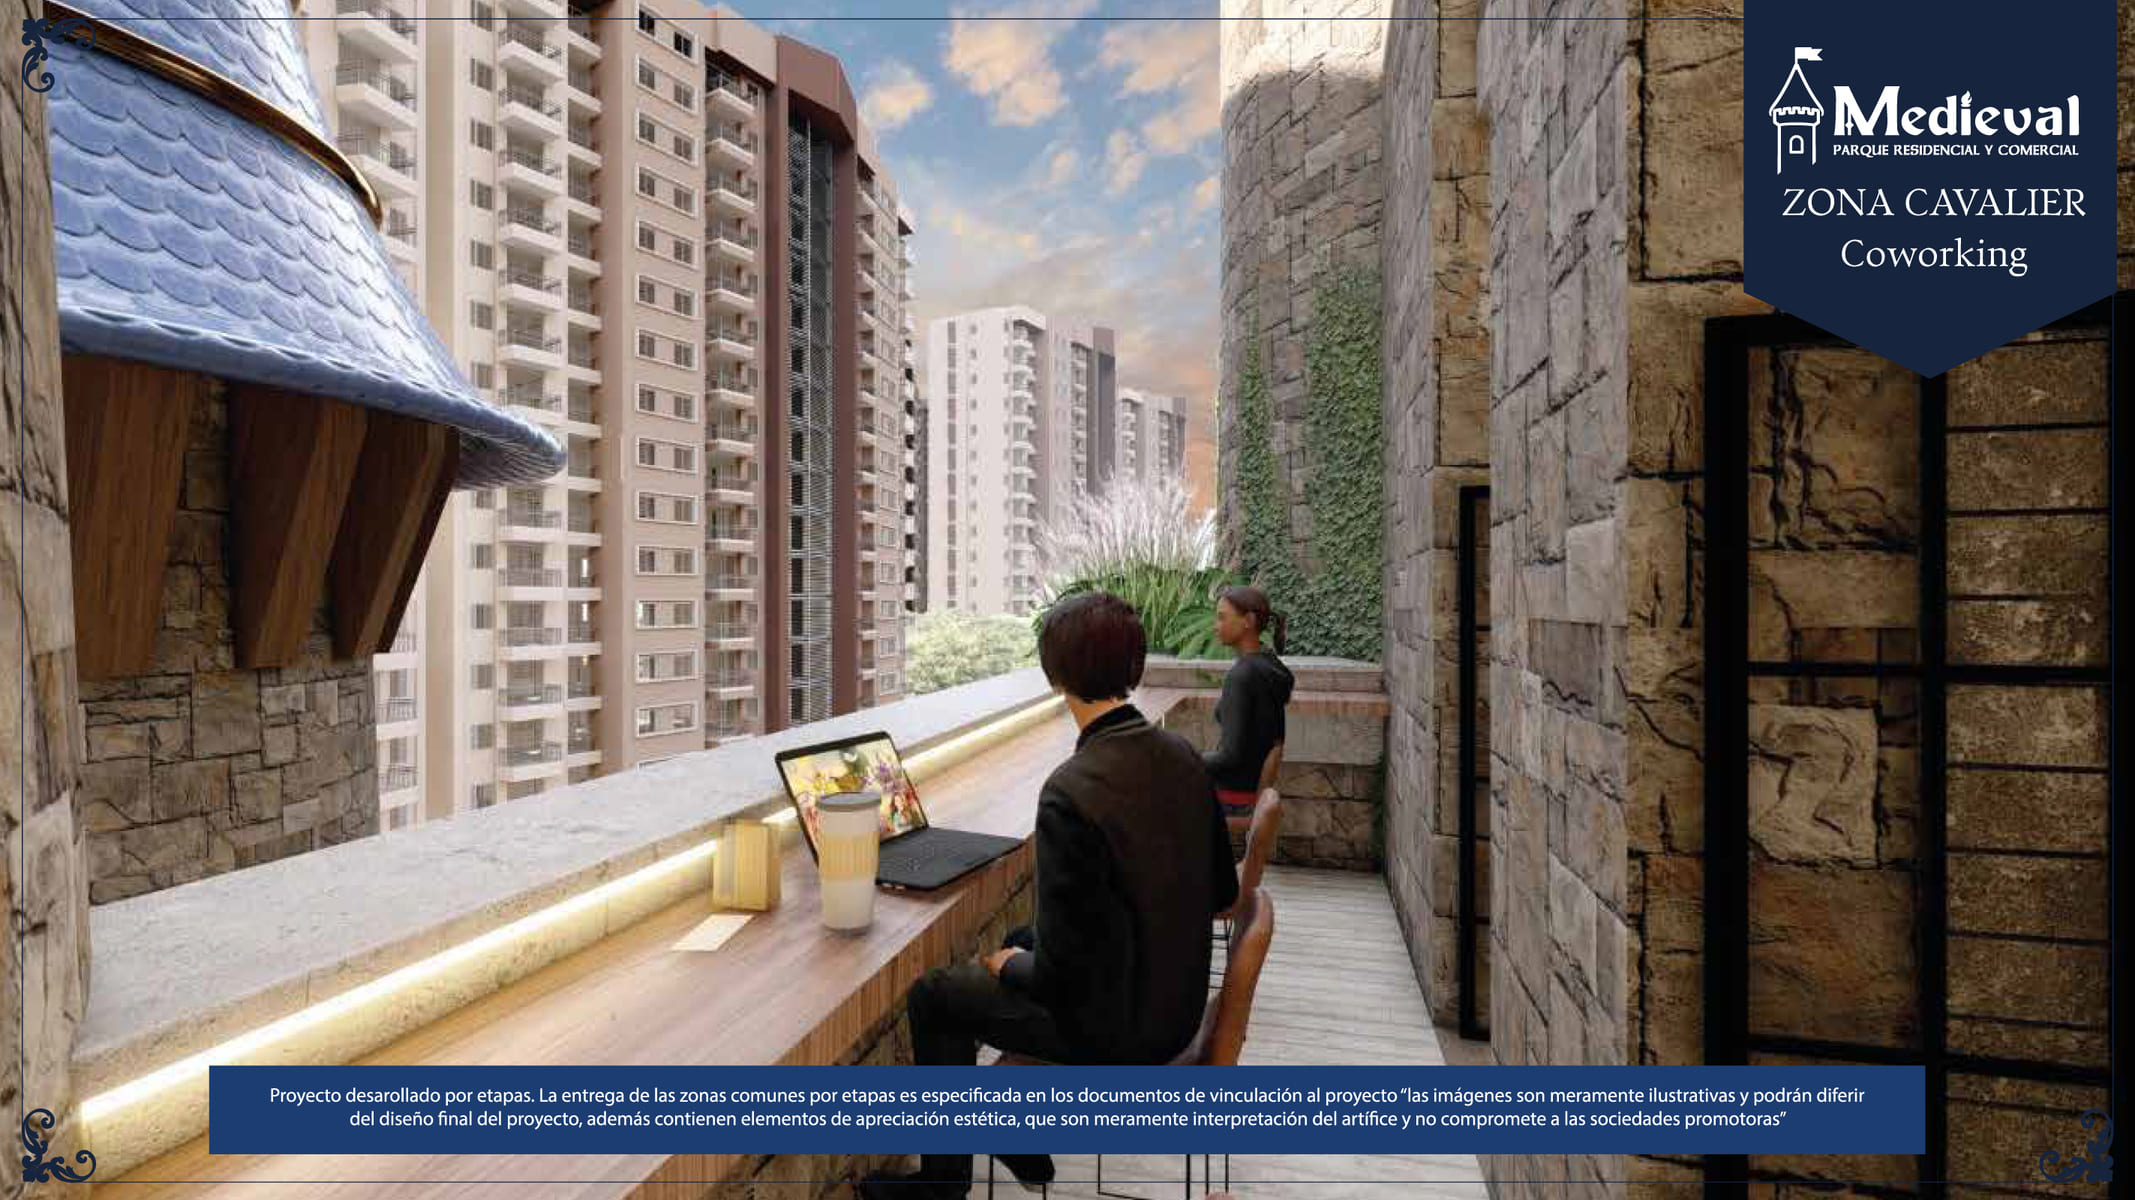 Medieval
PARQUE RESIDENCIAL Y COMERCIAL
ZONA CAVALIER
Coworking
Proyecto desarollado por etapas. La entrega de las zonas comunes por etapas es especificada en los documentos de vinculación al proyecto “las imágenes son meramente ilustrativas y podrán diferir
del diseño final del proyecto, además contienen elementos de apreciación estética, que son meramente interpretación del artífice y no compromete a las sociedades promotoras”